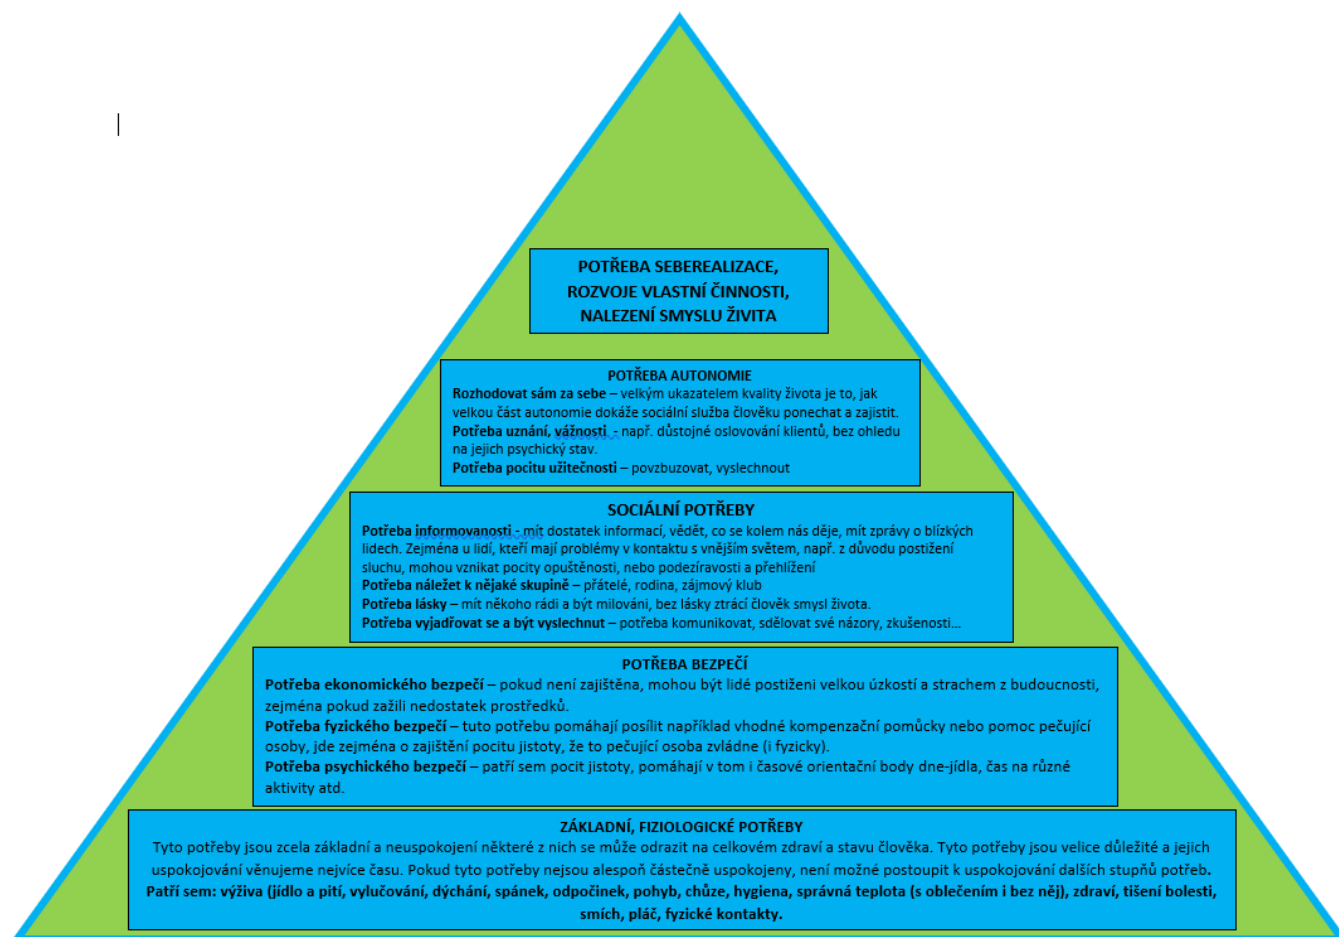 POTŘEBA SEBEREALIZACE,
ROZVOJE VLASTNÍ ČINNOSTI,
NALEZENÍ SMYSLU ŽIVITA
POTŘEBA AUTONOMIE
Rozhodovat sám za sebe – velkým ukazatelem kvality života je to, jak
velkou část autonomie dokáže sociální služba člověku ponechat a zajistit.
Potřeba uznání, vážnosti - např. důstojné oslovování klientů, bez ohledu
na jejich psychický stav.
Potřeba pocitu užitečnosti – povzbuzovat, vyslechnout
SOCIÁLNÍ POTŘEBY
Potřeba informovanosti - mít dostatek informací, vědět, co se kolem nás děje, mít zprávy o blízkých
lidech. Zejména u lidí, kteří mají problémy v kontaktu s vnějším světem, např. z důvodu postižení
sluchu, mohou vznikat pocity opuštěnosti, nebo podezíravosti a přehlížení
Potřeba náležet k nějaké skupině – přátelé, rodina, zájmový klub
Potřeba lásky – mít někoho rádi a být milováni, bez lásky ztrácí člověk smysl života.
Potřeba vyjadřovat se a být vyslechnut – potřeba komunikovat, sdělovat své názory, zkušenosti…
POTŘEBA BEZPEČÍ
Potřeba ekonomického bezpečí – pokud není zajištěna, mohou být lidé postiženi velkou úzkostí a strachem z budoucnosti,
zejména pokud zažili nedostatek prostředků.
Potřeba fyzického bezpečí – tuto potřebu pomáhají posílit například vhodné kompenzační pomůcky nebo pomoc pečující
osoby, jde zejména o zajištění pocitu jistoty, že to pečující osoba zvládne (i fyzicky).
Potřeba psychického bezpečí – patří sem pocit jistoty, pomáhají v tom i časové orientační body dne-jídla, čas na různé
aktivity atd.
ZÁKLADNÍ, FIZIOLOGICKÉ POTŘEBY
Tyto potřeby jsou zcela základní a neuspokojení některé z nich se může odrazit na celkovém zdraví a stavu člověka. Tyto potřeby jsou velice důležité a jejich
uspokojování věnujeme nejvíce času. Pokud tyto potřeby nejsou alespoň částečně uspokojeny, není možné postoupit k uspokojování dalších stupňů potřeb.
Patří sem: výživa (jídlo a pití, vylučování, dýchání, spánek, odpočinek, pohyb, chůze, hygiena, správná teplota (s oblečením i bez něj), zdraví, tišení bolesti,
smích, pláč, fyzické kontakty.